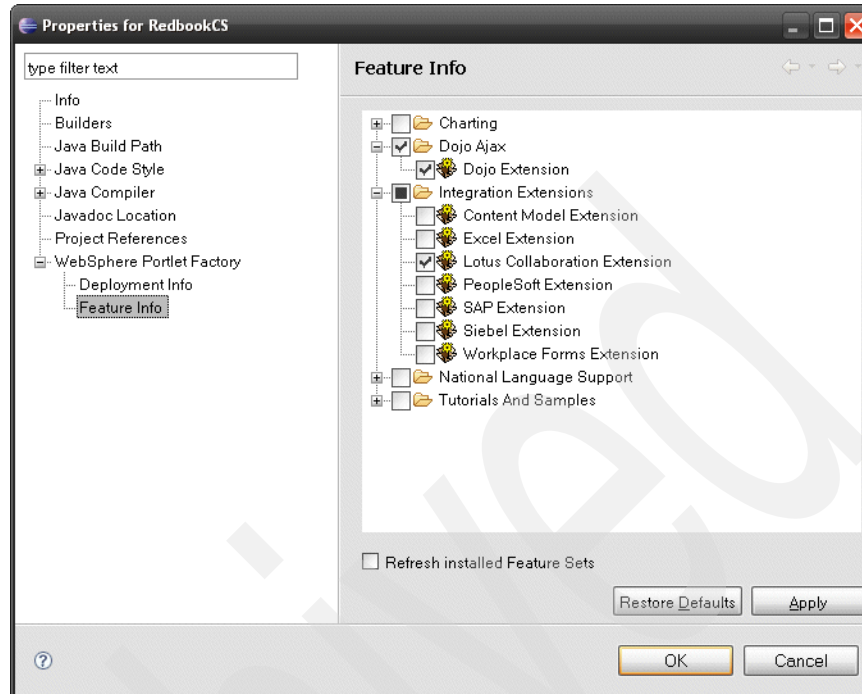 Properties for RedbookCS
type filter text
Info
Builders
Java Build Path
Java Code Style
Java Compiler
Javadoc Location
Project References
WebSphere Portlet Factory
Deployment Info
Feature Info
Feature Info
Charting
Dojo Ajax
Dojo Extension
Integration Extensions
Content Model Extension
Excel Extension
Lotus Collaboration Extension
PeopleSoft Extension
SAP Extension
Siebel Extension
Workplace Forms Extension
National Language Support
Tutorials And Samples
Refresh installed Feature Sets
Restore Defaults Apply
? OK Cancel